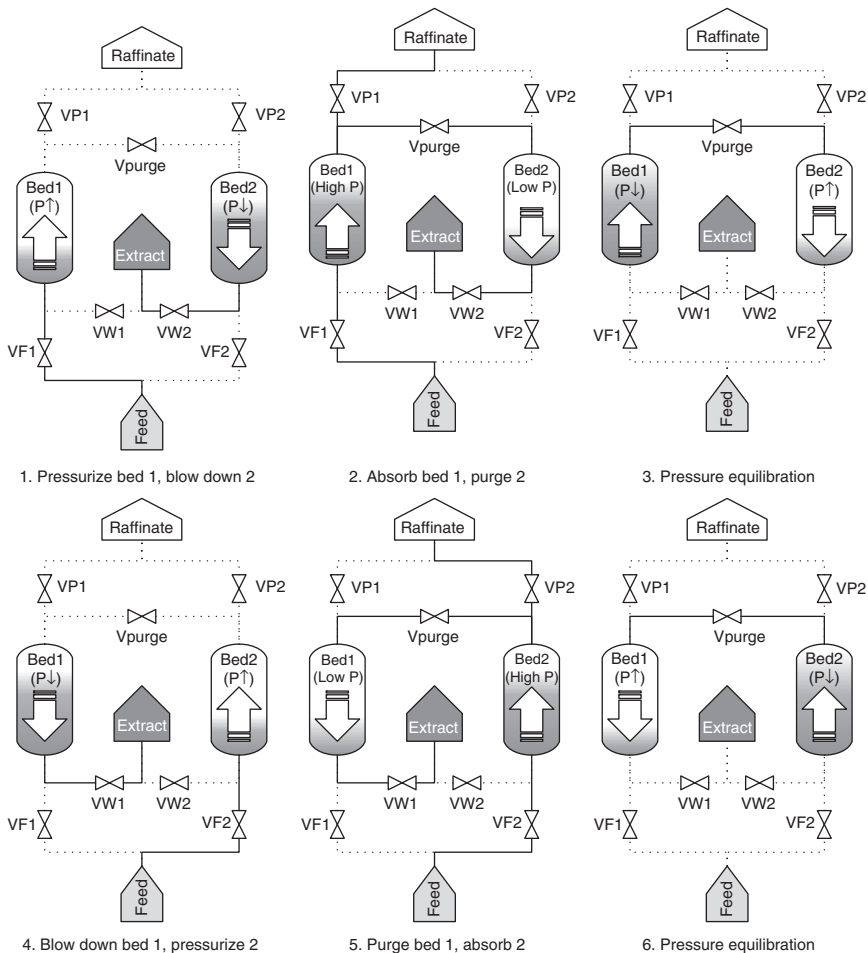 Raffinate
VP1
VP2
Vpurge
Bed1
(P↑)
Bed2
(P↓)
Extract
VW1
VW2
VF1
VF2
Feed
1. Pressurize bed 1, blow down 2
Raffinate
VP1
VP2
Vpurge
Bed1
(High P)
Bed2
(Low P)
Extract
VW1
VW2
VF1
VF2
Feed
2. Absorb bed 1, purge 2
Raffinate
VP1
VP2
Vpurge
Bed1
(P↓)
Bed2
(P↑)
Extract
VW1
VW2
VF1
VF2
Feed
3. Pressure equilibration
Raffinate
VP1
VP2
Vpurge
Bed1
(P↓)
Bed2
(P↑)
Extract
VW1
VW2
VF1
VF2
Feed
4. Blow down bed 1, pressurize 2
Raffinate
VP1
VP2
Vpurge
Bed1
(Low P)
Bed2
(High P)
Extract
VW1
VW2
VF1
VF2
Feed
5. Purge bed 1, absorb 2
Raffinate
VP1
VP2
Vpurge
Bed1
(P↑)
Bed2
(P↓)
Extract
VW1
VW2
VF1
VF2
Feed
6. Pressure equilibration